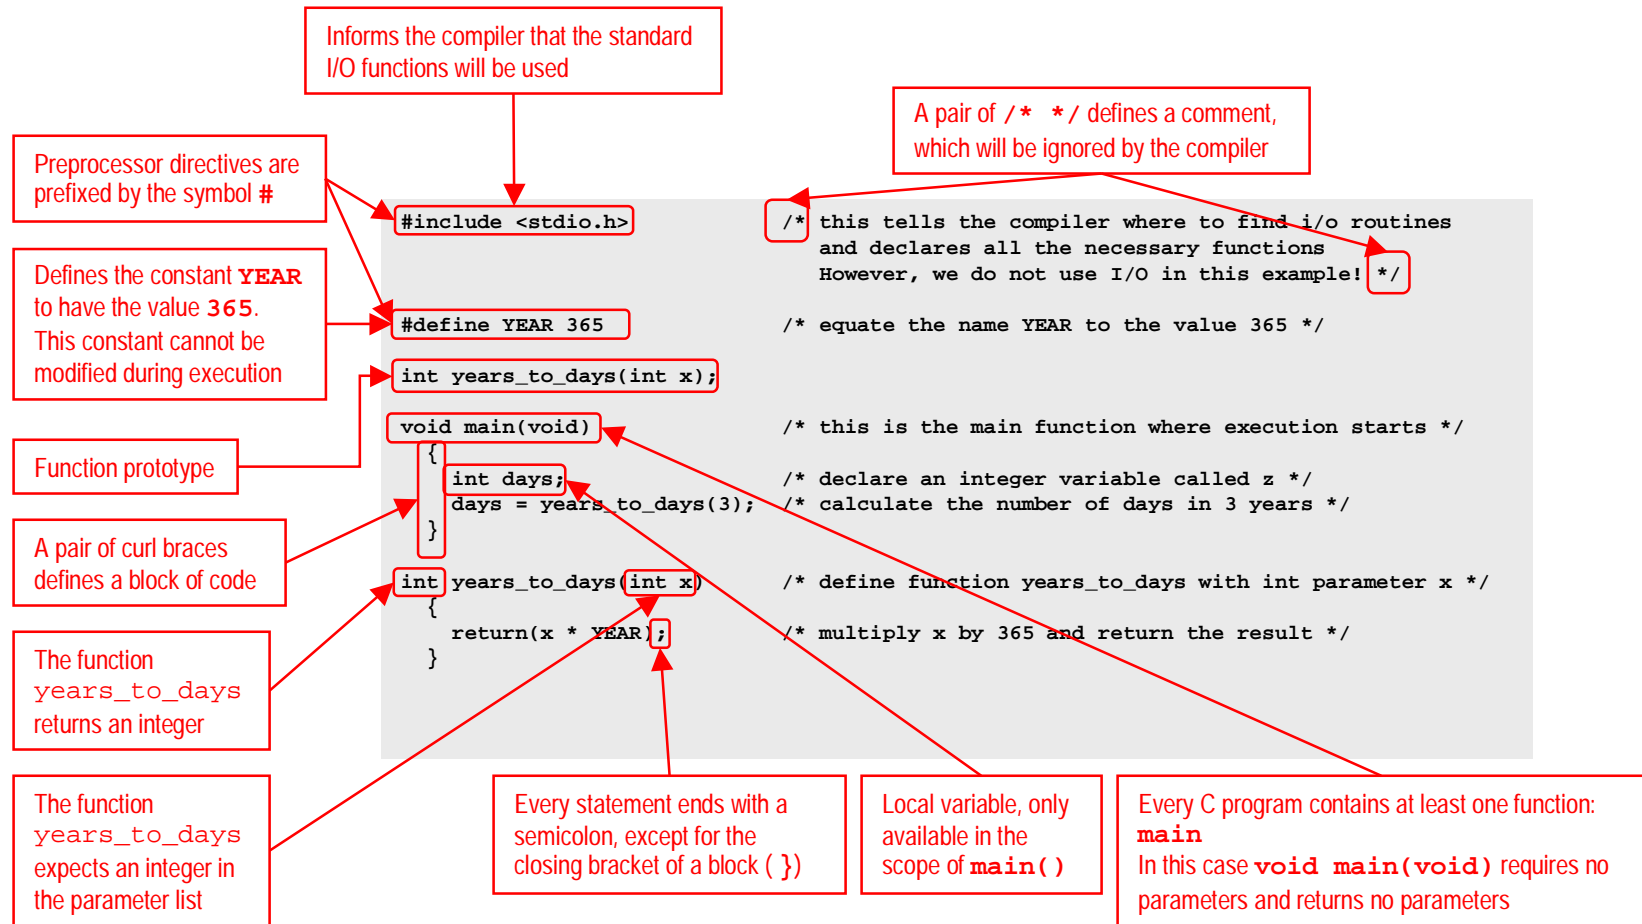 Informs the compiler that the standard
I/O functions will be used
A pair of /* */ defines a comment,
which will be ignored by the compiler
Preprocessor directives are
prefixed by the symbol #
Defines the constant YEAR
to have the value 365.
This constant cannot be
modified during execution
Function prototype
A pair of curl braces
defines a block of code
The function
years_to_days
returns an integer
The function
years_to_days
expects an integer in
the parameter list
#include <stdio.h> /* this tells the compiler where to find i/o routines
and declares all the necessary functions
However, we do not use I/O in this example! */
#define YEAR 365 /* equate the name YEAR to the value 365 */
int years_to_days(int x);
void main(void) /* this is the main function where execution starts */
{
int days; /* declare an integer variable called z */
days = years_to_days(3); /* calculate the number of days in 3 years */
}
int years_to_days(int x) /* define function years_to_days with int parameter x */
{
return(x * YEAR); /* multiply x by 365 and return the result */
}
Every statement ends with a
semicolon, except for the
closing bracket of a block ( })
Local variable, only
available in the
scope of main()
Every C program contains at least one function:
main
In this case void main(void) requires no
parameters and returns no parameters